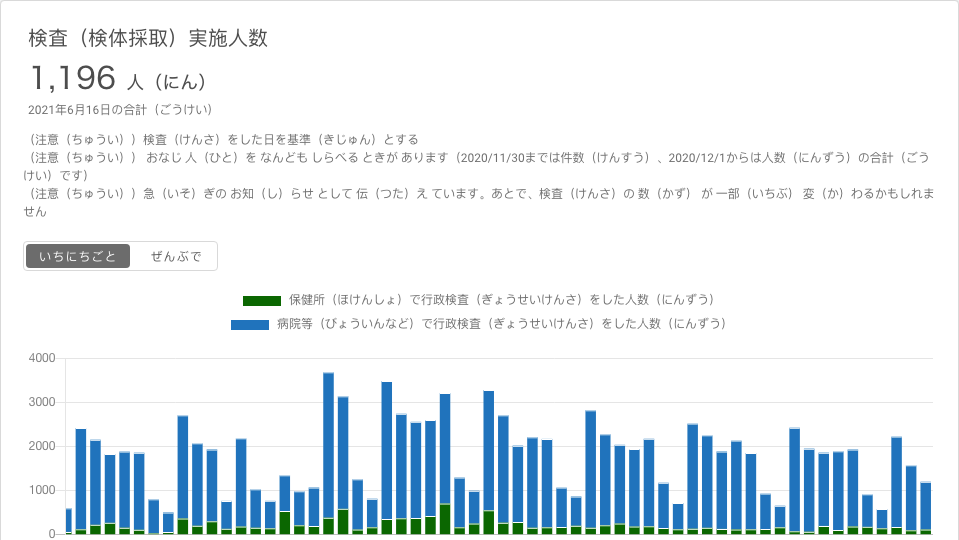 検査（検体採取）実施人数
1,196 人（にん）
2021年6月16日の合計（ごうけい）
（注意（ちゅうい））検査（けんさ）をした日を基準（きじゅん）とする
（注意（ちゅうい）） おなじ 人（ひと）を なんども しらべる ときが あります（2020/11/30までは件数（けんすう）、2020/12/1からは人数（にんずう）の合計（ごう
けい）です）
（注意（ちゅうい））急（いそ）ぎの お知（し）らせ として 伝（つた）え ています。あとで、検査（けんさ）の 数（かず） が 一部（いちぶ） 変（か）わるかもしれま
せん
いちにちごと ぜんぶで
保健所（ほけんしょ）で行政検査（ぎょうせいけんさ）をした人数（にんずう）
病院等（びょういんなど）で行政検査（ぎょうせいけんさ）をした人数（にんずう）
4000
3000
2000
1000
0